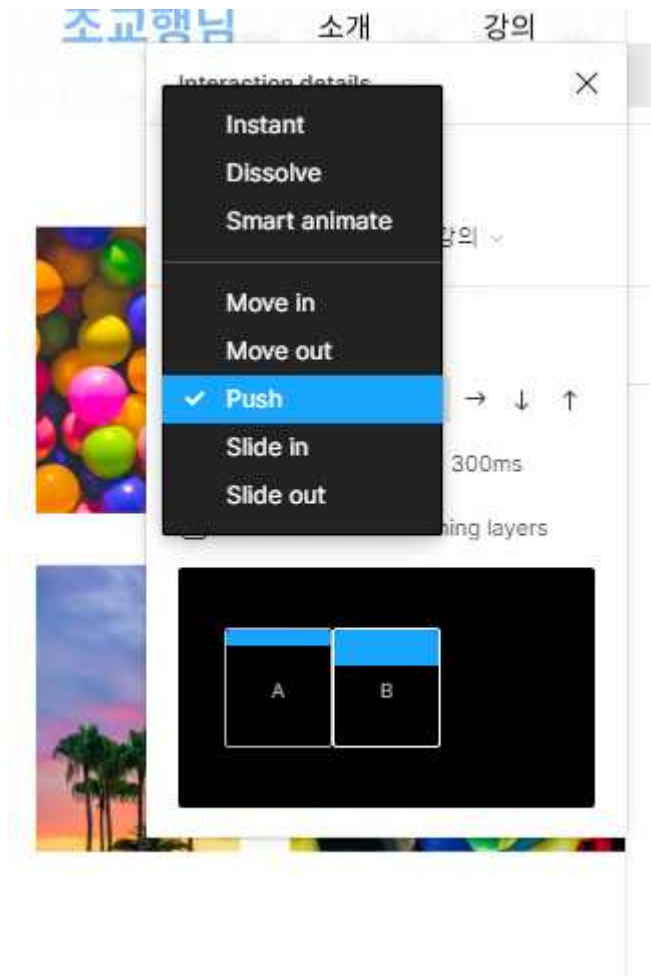 조교행님 소개 강의
Interaction details
Instant
Dissolve
Smart animate
강의
Move in
Move out
Push
Slide in
300ms
Slide out
layers
A B